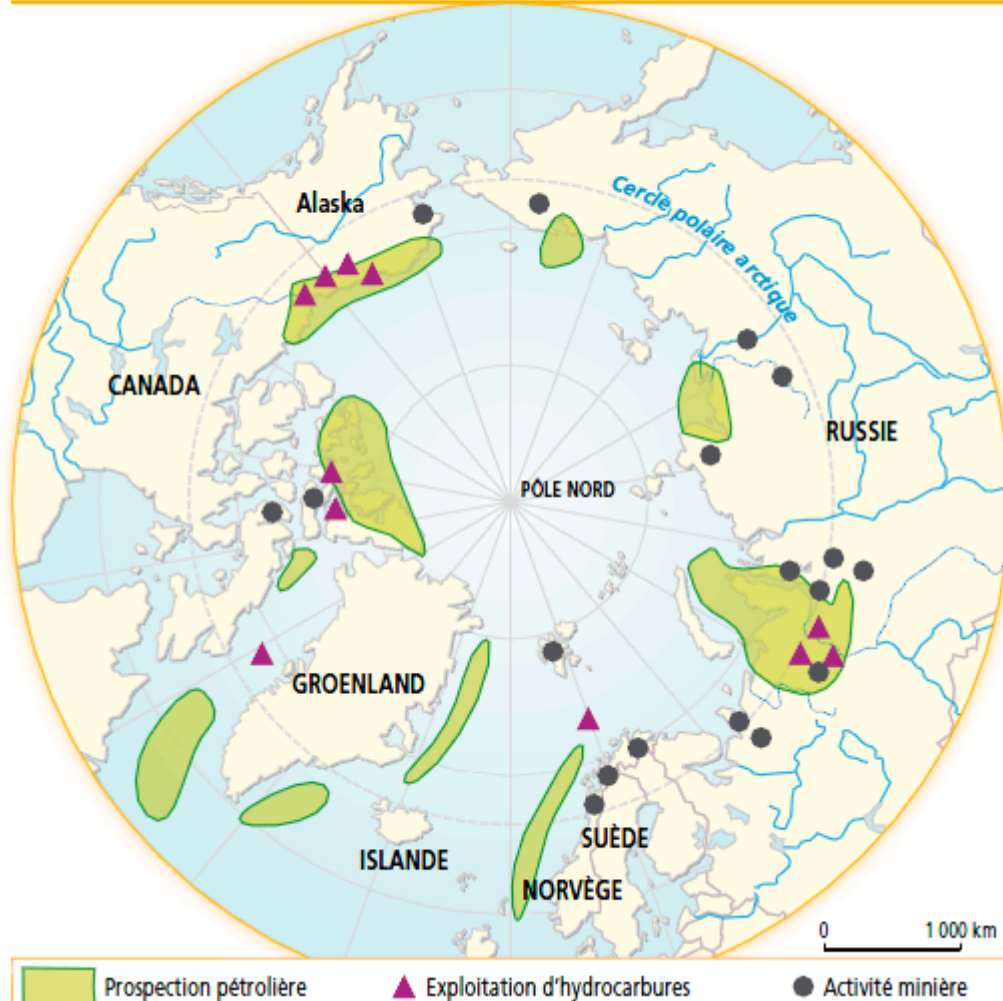 Alaska
Cercle polaire arctique
CANADA
RUSSIE
PÔLE NORD
GROENLAND
SUÈDE
ISLANDE
NORVÈGE
0 1 000 km
Prospection pétrolière
Exploitation d'hydrocarbures
Activité minière